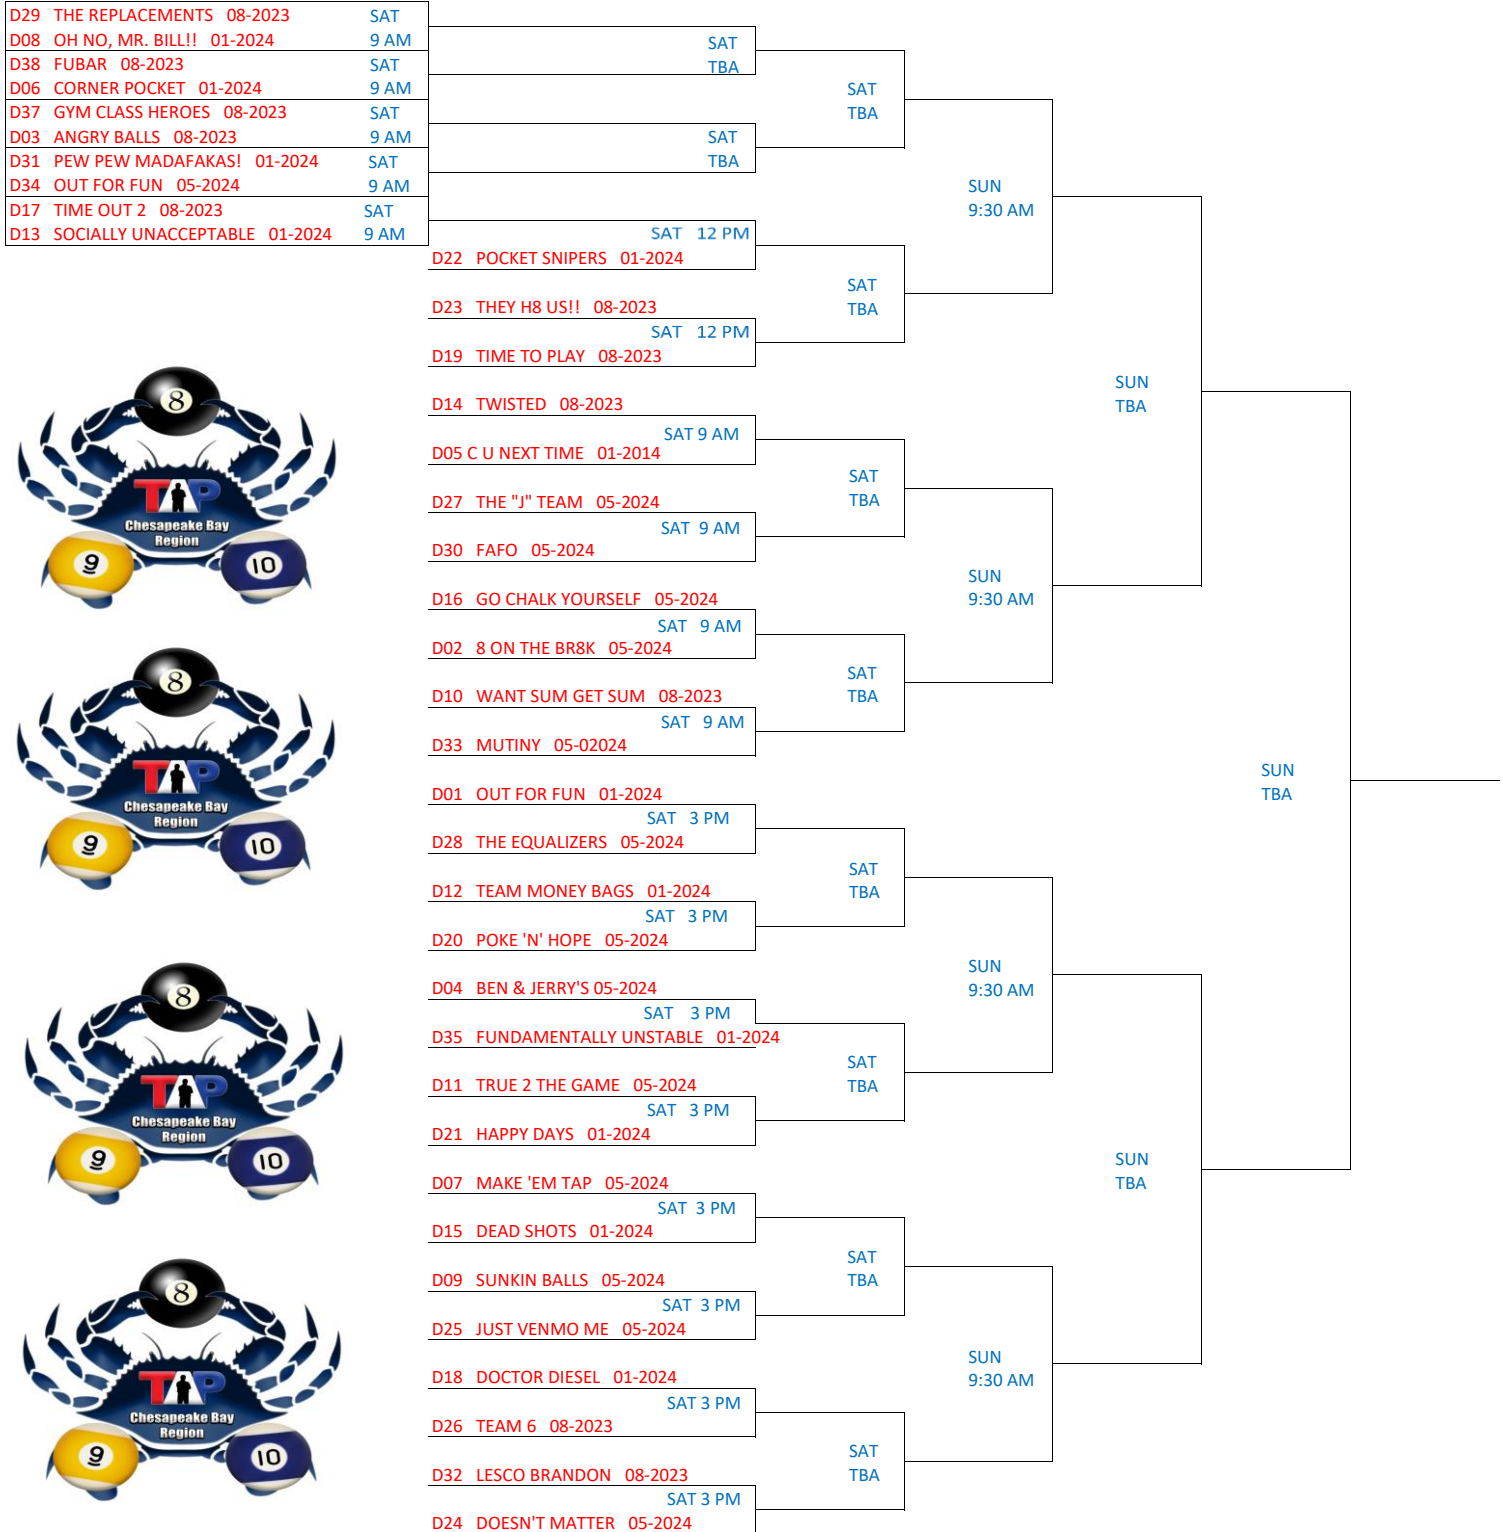 D29 THE REPLACEMENTS 08-2023 SAT
D08 OH NO, MR. BILL!! 01-2024 9 AM
D38 FUBAR 08-2023 SAT
D06 CORNER POCKET 01-2024 9 AM
D37 GYM CLASS HEROES 08-2023 SAT
D03 ANGRY BALLS 08-2023 9 AM
D31 PEW PEW MADAFAKAS! 01-2024 SAT
D34 OUT FOR FUN 05-2024 9 AM
D17 TIME OUT 2 08-2023 SAT
D13 SOCIALLY UNACCEPTABLE 01-2024 9 AM
SAT
TBA
SAT
TBA
SAT 12 PM
D22 POCKET SNIPERS 01-2024
D23 THEY H8 US!! 08-2023
SAT 12 PM
D19 TIME TO PLAY 08-2023
D14 TWISTED 08-2023
SAT 9 AM
D05 C U NEXT TIME 01-2014
D27 THE "J" TEAM 05-2024
SAT 9 AM
D30 FAFO 05-2024
D16 GO CHALK YOURSELF 05-2024
SAT 9 AM
D02 8 ON THE BR8K 05-2024
D10 WANT SUM GET SUM 08-2023
SAT 9 AM
D33 MUTINY 05-02024
D01 OUT FOR FUN 01-2024
SAT 3 PM
D28 THE EQUALIZERS 05-2024
D12 TEAM MONEY BAGS 01-2024
SAT 3 PM
D20 POKE 'N' HOPE 05-2024
D04 BEN & JERRY'S 05-2024
SAT 3 PM
D35 FUNDAMENTALLY UNSTABLE 01-2024
D11 TRUE 2 THE GAME 05-2024
SAT 3 PM
D21 HAPPY DAYS 01-2024
D07 MAKE 'EM TAP 05-2024
SAT 3 PM
D15 DEAD SHOTS 01-2024
D09 SUNKIN BALLS 05-2024
SAT 3 PM
D25 JUST VENMO ME 05-2024
D18 DOCTOR DIESEL 01-2024
SAT 3 PM
D26 TEAM 6 08-2023
D32 LESCO BRANDON 08-2023
SAT 3 PM
D24 DOESN'T MATTER 05-2024
SAT
TBA
SAT
TBA
SAT
TBA
SAT
TBA
SAT
TBA
SAT
TBA
SAT
TBA
SAT
TBA
SUN
9:30 AM
SUN
9:30 AM
SUN
9:30 AM
SUN
9:30 AM
SUN
TBA
SUN
TBA
SUN
TBA
8
TAP
Chesapeake Bay
Region
9 10
8
TAP
Chesapeake Bay
Region
9 10
8
TAP
Chesapeake Bay
Region
9 10
8
TAP
Chesapeake Bay
Region
9 10